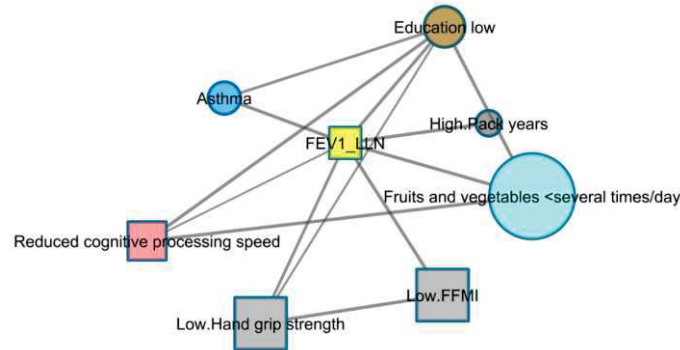 Education low
Asthma
High.Pack years
FEV1_LLN
Fruits and vegetables <several times/day
Reduced cognitive processing speed
Low.FFMI
Low.Hand grip strength